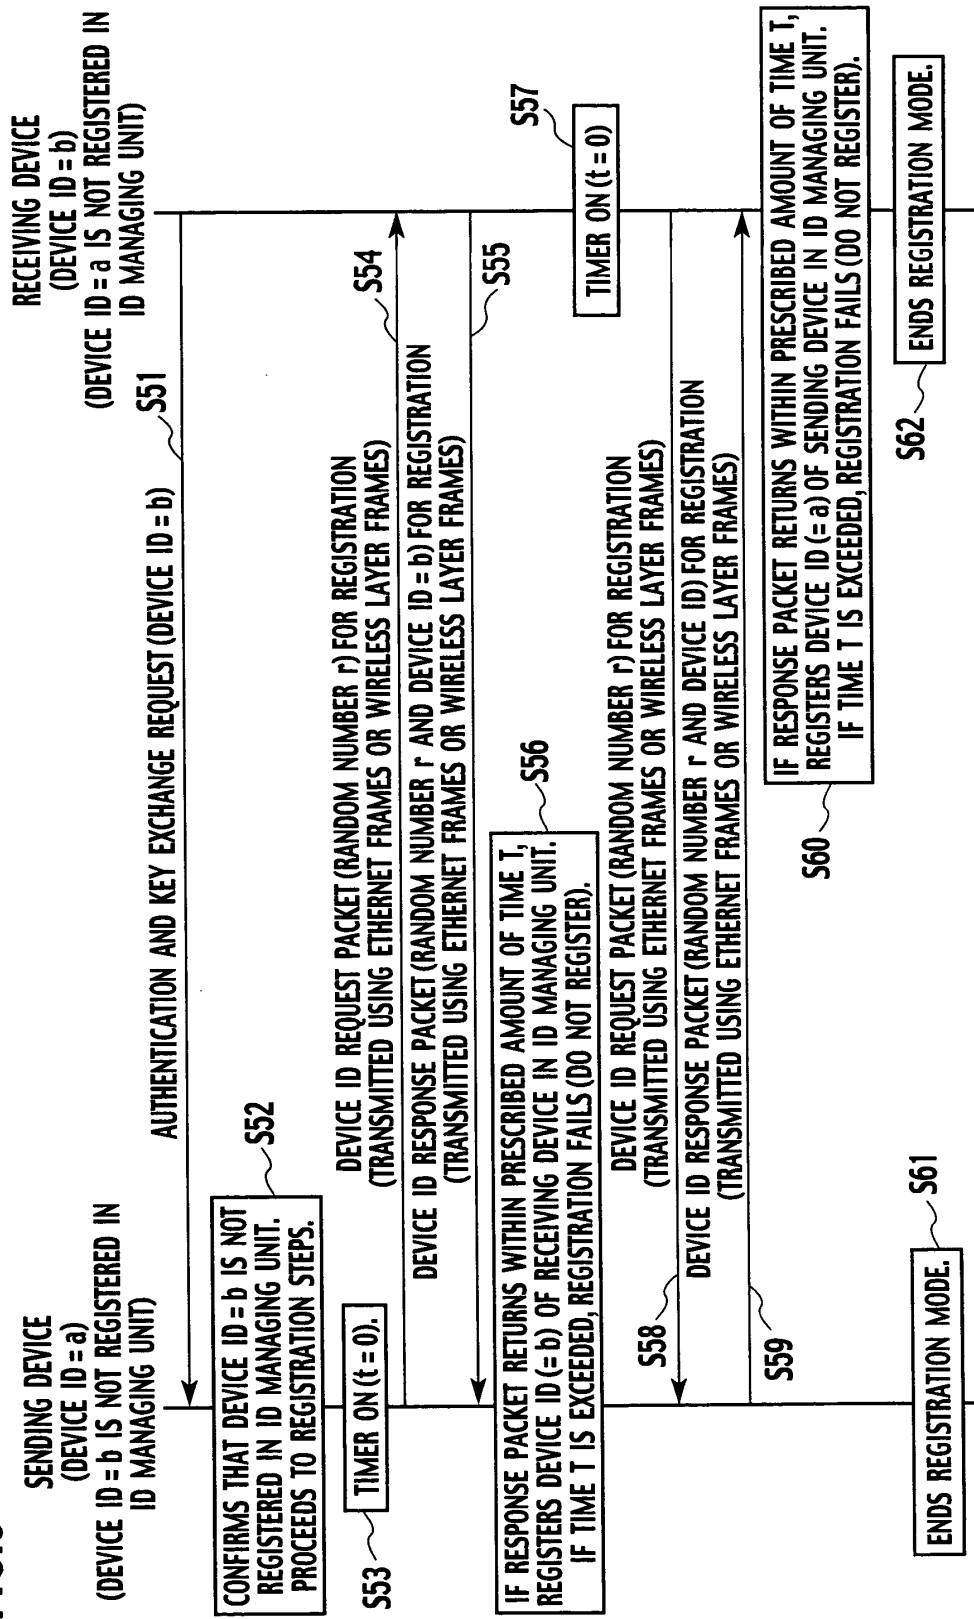 SENDING DEVICE
(DEVICE ID = a)
(DEVICE ID = b IS NOT REGISTERED IN
ID MANAGING UNIT)
RECEIVING DEVICE
(DEVICE ID = b)
(DEVICE ID = a IS NOT REGISTERED IN
ID MANAGING UNIT)
AUTHENTICATION AND KEY EXCHANGE REQUEST (DEVICE ID = b)
S51
S52
CONFIRMS THAT DEVICE ID = b IS NOT
REGISTERED IN ID MANAGING UNIT.
PROCEEDS TO REGISTRATION STEPS.
S53
TIMER ON (t = 0).
DEVICE ID REQUEST PACKET (RANDOM NUMBER r) FOR REGISTRATION
(TRANSMITTED USING ETHERNET FRAMES OR WIRELESS LAYER FRAMES)
S54
DEVICE ID RESPONSE PACKET (RANDOM NUMBER r AND DEVICE ID = b) FOR REGISTRATION
(TRANSMITTED USING ETHERNET FRAMES OR WIRELESS LAYER FRAMES)
S55
S56
IF RESPONSE PACKET RETURNS WITHIN PRESCRIBED AMOUNT OF TIME T,
REGISTERS DEVICE ID (= b) OF RECEIVING DEVICE IN ID MANAGING UNIT.
IF TIME T IS EXCEEDED, REGISTRATION FAILS (DO NOT REGISTER).
S57
TIMER ON (t = 0)
DEVICE ID REQUEST PACKET (RANDOM NUMBER r) FOR REGISTRATION
(TRANSMITTED USING ETHERNET FRAMES OR WIRELESS LAYER FRAMES)
S58
DEVICE ID RESPONSE PACKET (RANDOM NUMBER r AND DEVICE ID) FOR REGISTRATION
(TRANSMITTED USING ETHERNET FRAMES OR WIRELESS LAYER FRAMES)
S59
IF RESPONSE PACKET RETURNS WITHIN PRESCRIBED AMOUNT OF TIME T,
REGISTERS DEVICE ID (= a) OF SENDING DEVICE IN ID MANAGING UNIT.
IF TIME T IS EXCEEDED, REGISTRATION FAILS (DO NOT REGISTER).
S60
S61
ENDS REGISTRATION MODE.
S62
ENDS REGISTRATION MODE.